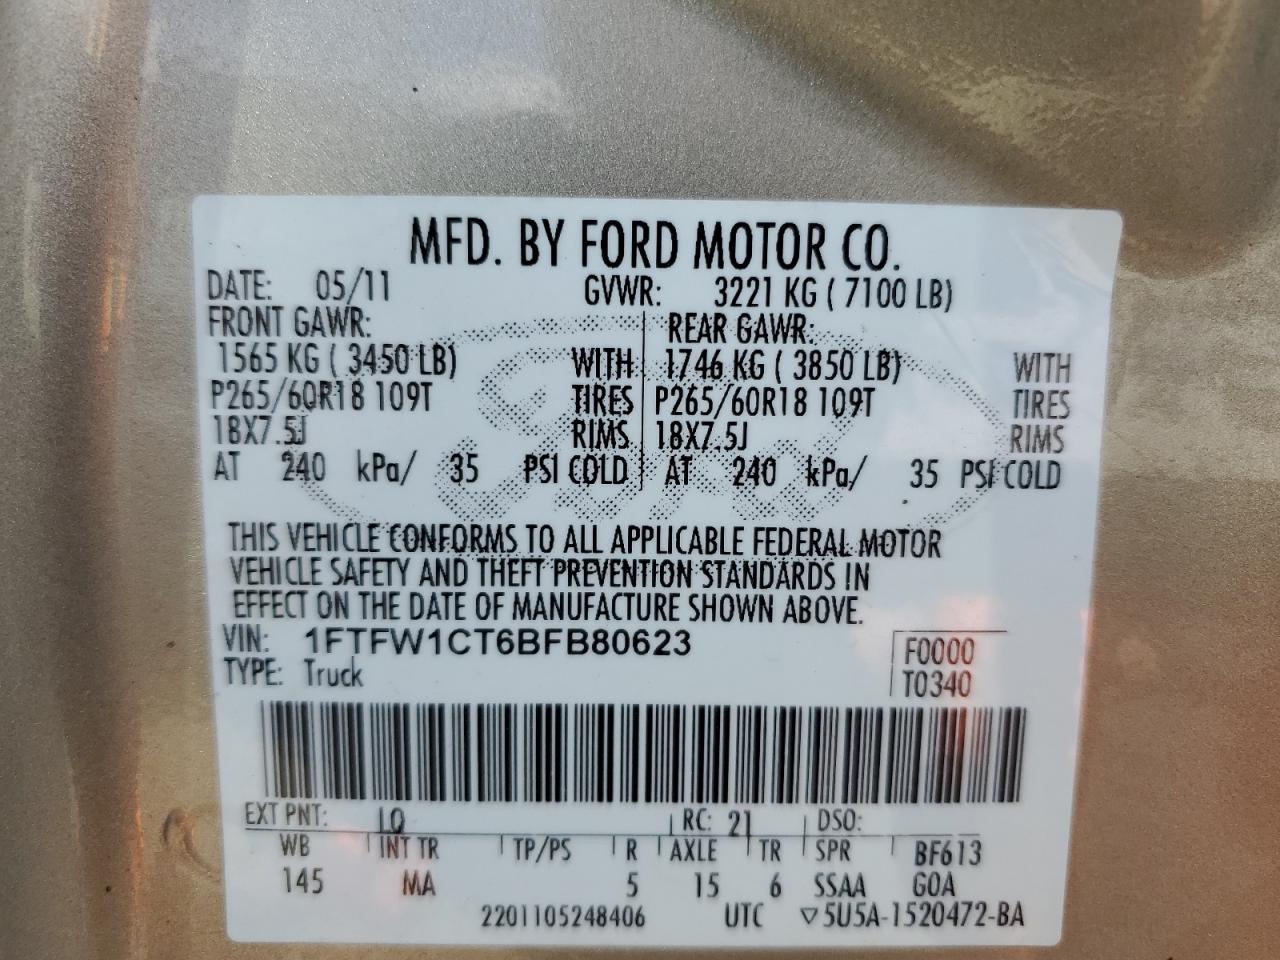 MFD. BY FORD MOTOR CO.
DATE: 05/11 GVWR: 3221 KG ( 7100 LB)
FRONT GAWR: REAR GAWR:
1565 KG ( 3450 LB) WITH 1746 KG ( 3850 LB) WITH
P265/60R18 109T TIRES P265/60R18 109T TIRES
18X7.5J RIMS 18X7.5J RIMS
AT 240 kPa/ 35 PSI COLD AT 240 kPa/ 35 PSI COLD
THIS VEHICLE CONFORMS TO ALL APPLICABLE FEDERAL MOTOR
VEHICLE SAFETY AND THEFT PREVENTION STANDARDS IN
EFFECT ON THE DATE OF MANUFACTURE SHOWN ABOVE.
VIN: 1FTFW1CT6BFB80623 F0000
TYPE: Truck T0340
EXT PNT: LQ RC: 21 DSO:
WB INT TR TP/PS R AXLE TR SPR BF613
145 MA 5 15 6 SSAA GOA
2201105248406 UTC ▽5U5A-1520472-BA